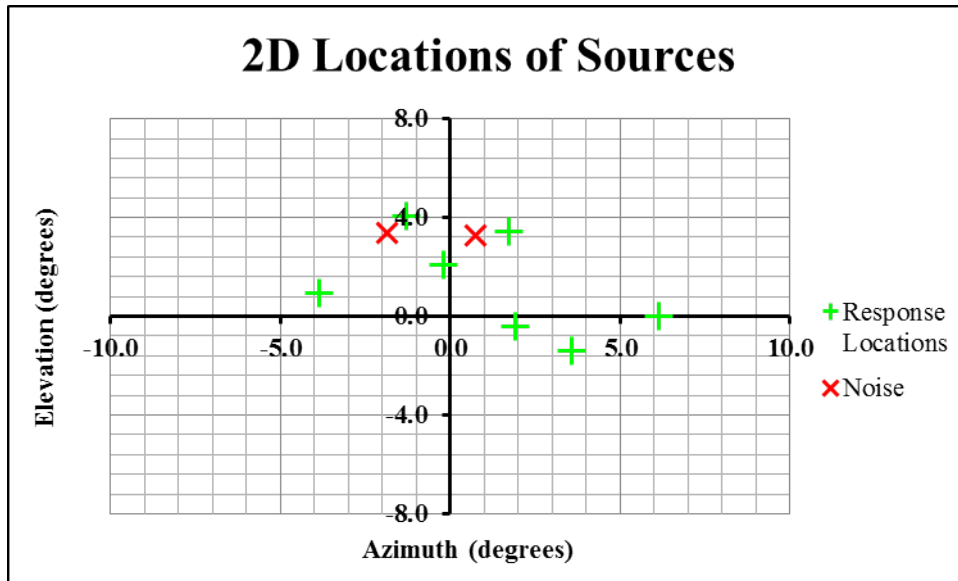 2D Locations of Sources
8.0
4.0
0.0
-10.0 -5.0 0.0 5.0 10.0
-4.0
-8.0
Elevation (degrees)
Azimuth (degrees)
Response
Locations
Noise